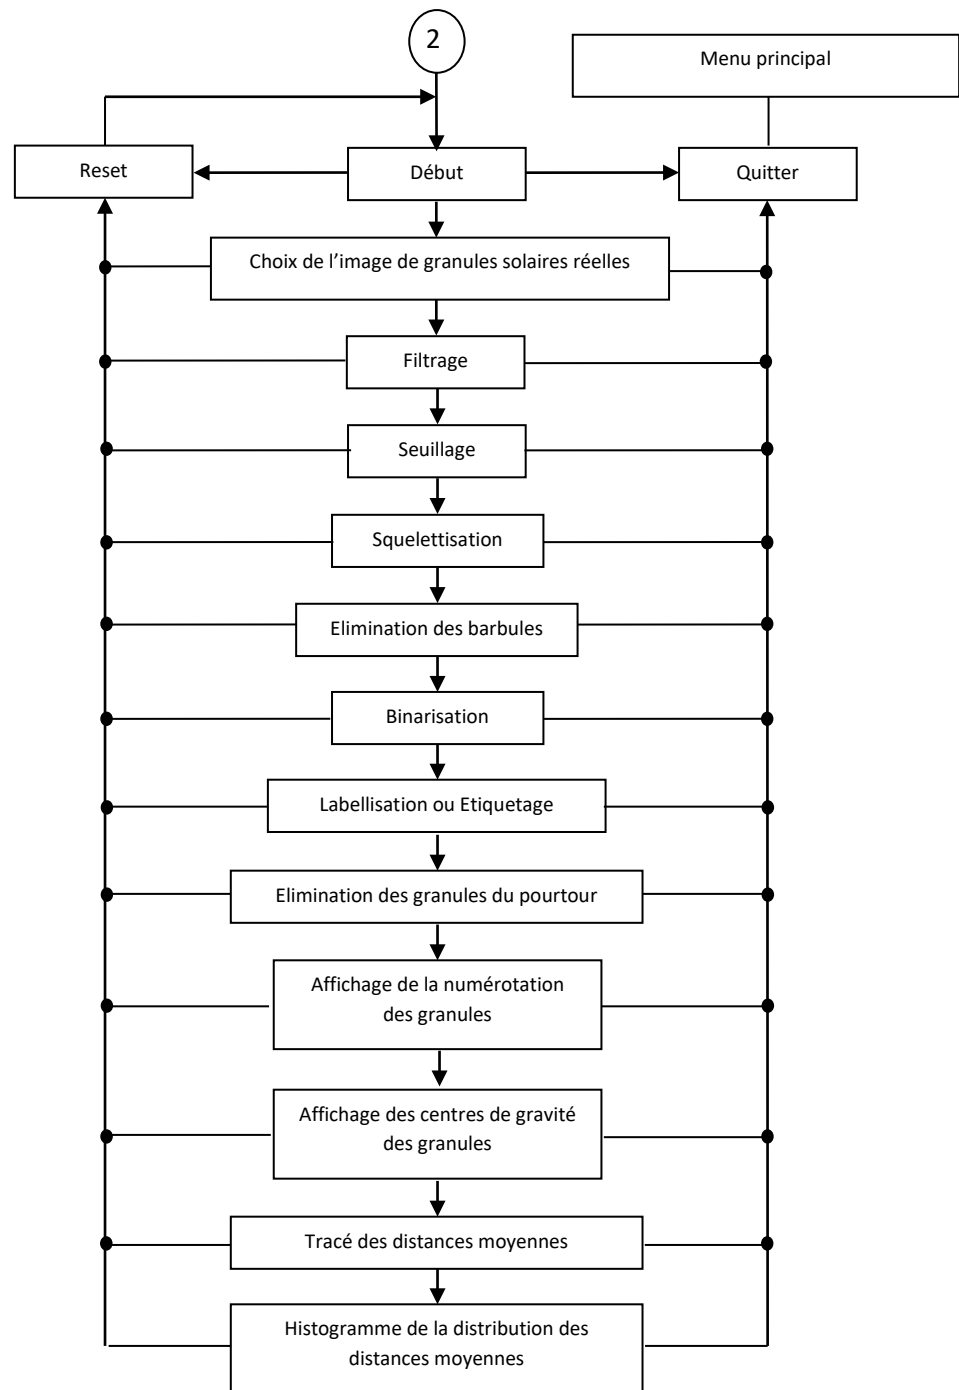 2
Menu principal
Reset
Début
Quitter
Choix de l’image de granules solaires réelles
Filtrage
Seuillage
Squelettisation
Elimination des barbules
Binarisation
Labellisation ou Etiquetage
Elimination des granules du pourtour
Affichage de la numérotation
des granules
Affichage des centres de gravité
des granules
Tracé des distances moyennes
Histogramme de la distribution des
distances moyennes